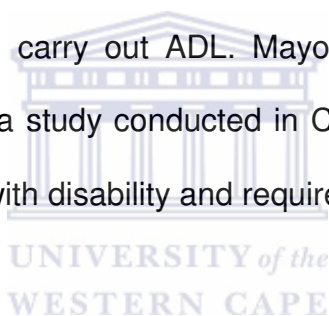 carry out ADL. Mayo
a study conducted in C
with disability and require
UNIVERSITY of the
WESTERN CAPE